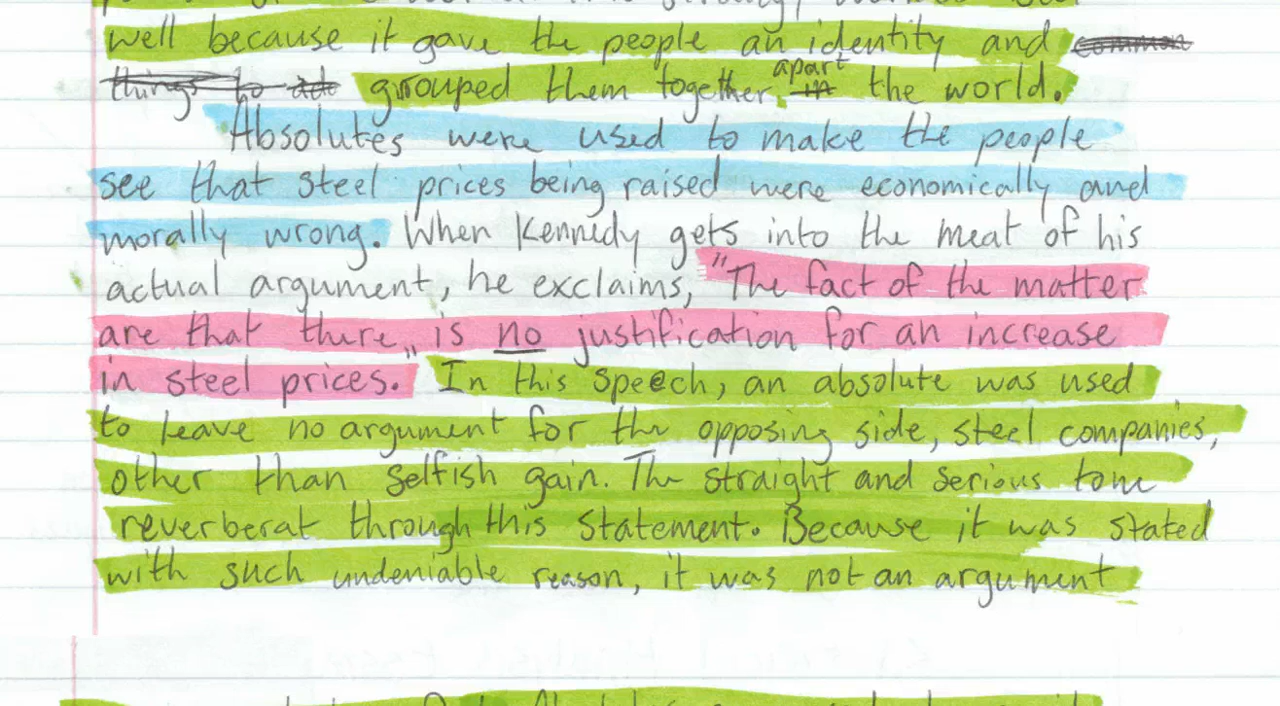 well because it gave the people an identity and common
things to grouped them together apart in the world.
Absolutes were used to make the people
see that steel prices being raised were economically and
morally wrong. When Kennedy gets into the meat of his
actual argument, he exclaims, "The fact of the matter
are that there is no justification for an increase
in steel prices." In this speech, an absolute was used
to leave no argument for the opposing side, steel companies,
other than selfish gain. The straight and serious tone
reverberat through this statement. Because it was stated
with such undeniable reason, it was not an argument